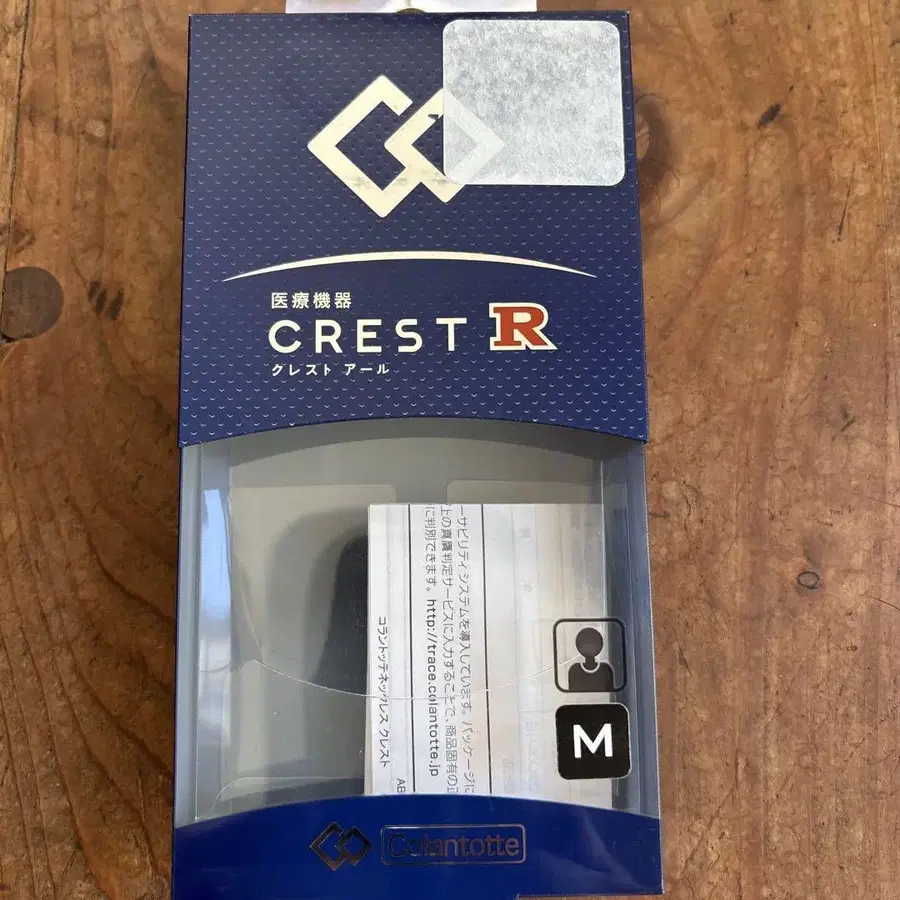 医療機器
CREST R
クレスト アール
ーサビリティシステムを導入しています。パッケージに
上の真贋判定サービスに入力することで、商品固有の
に判別できます。http://trace.colantotte.jp
コラントッテネックレス クレスト
AB
M
Colantotte